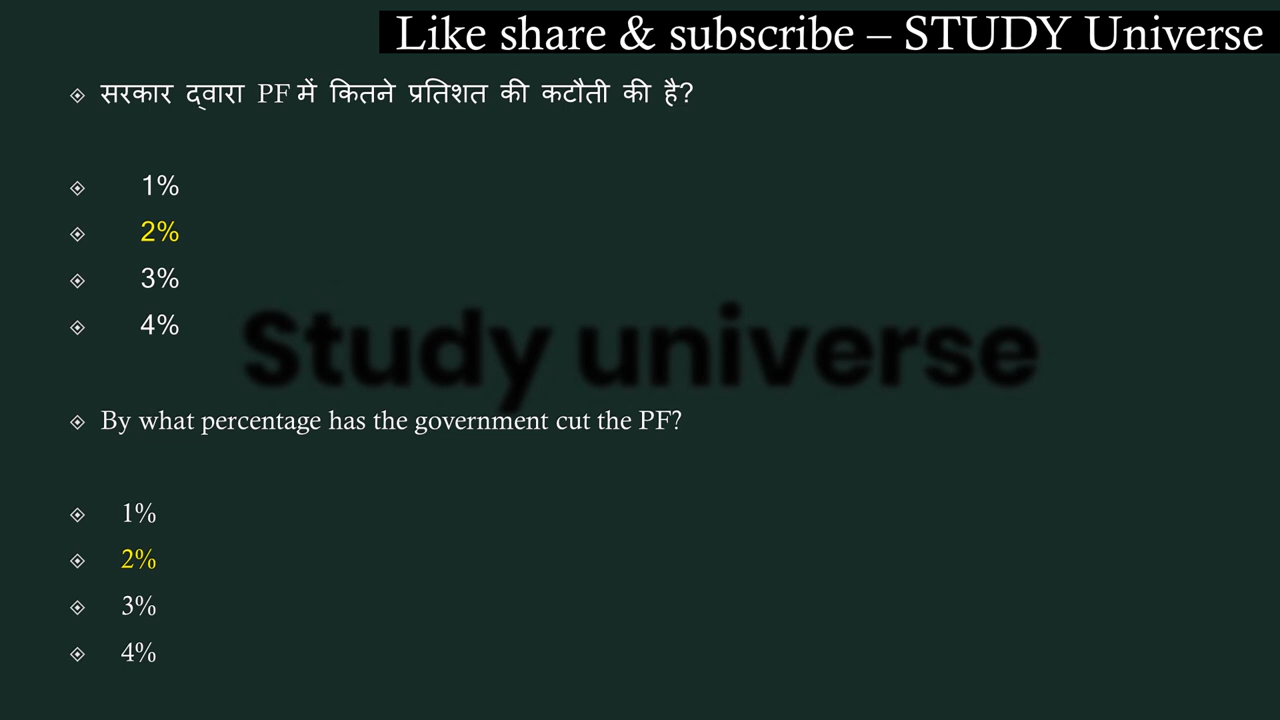 Like share & subscribe – STUDY Universe
सरकार द्वारा PF में कितने प्रतिशत की कटौती की है?
1%
2%
3%
4%
Study universe
By what percentage has the government cut the PF?
1%
2%
3%
4%